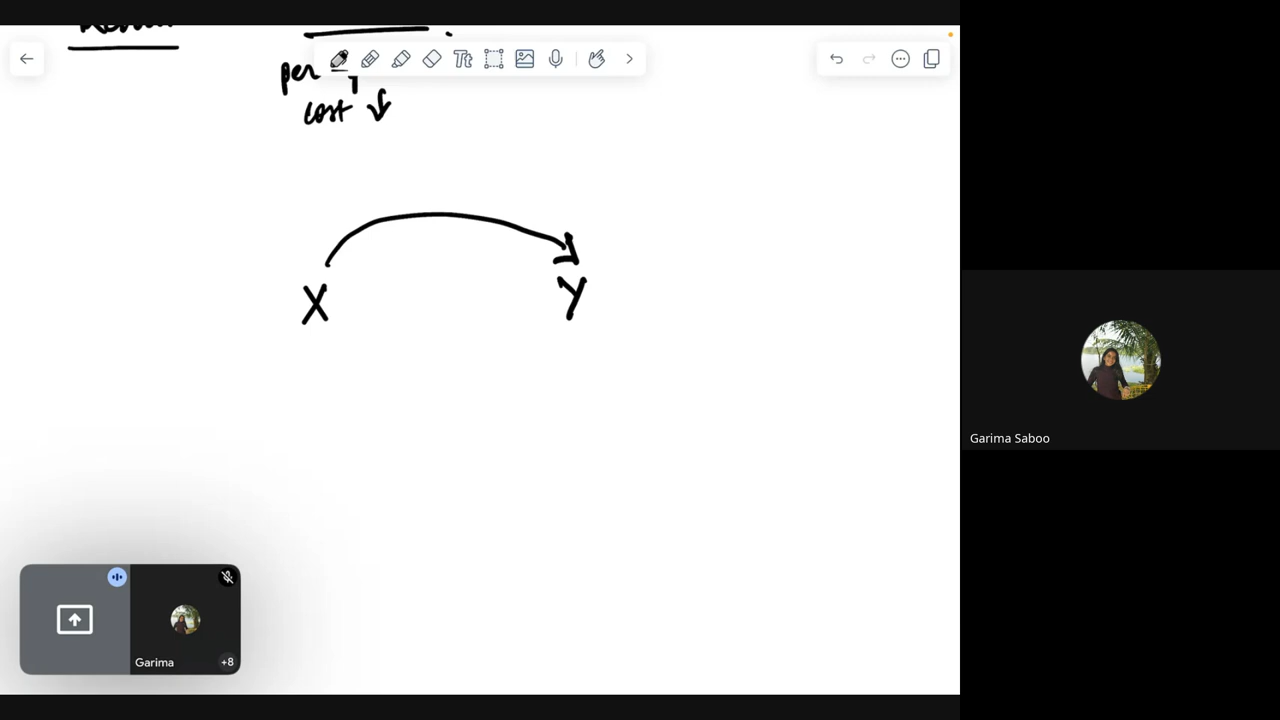 per
cost ↓
X Y
Garima Saboo
Garima +8